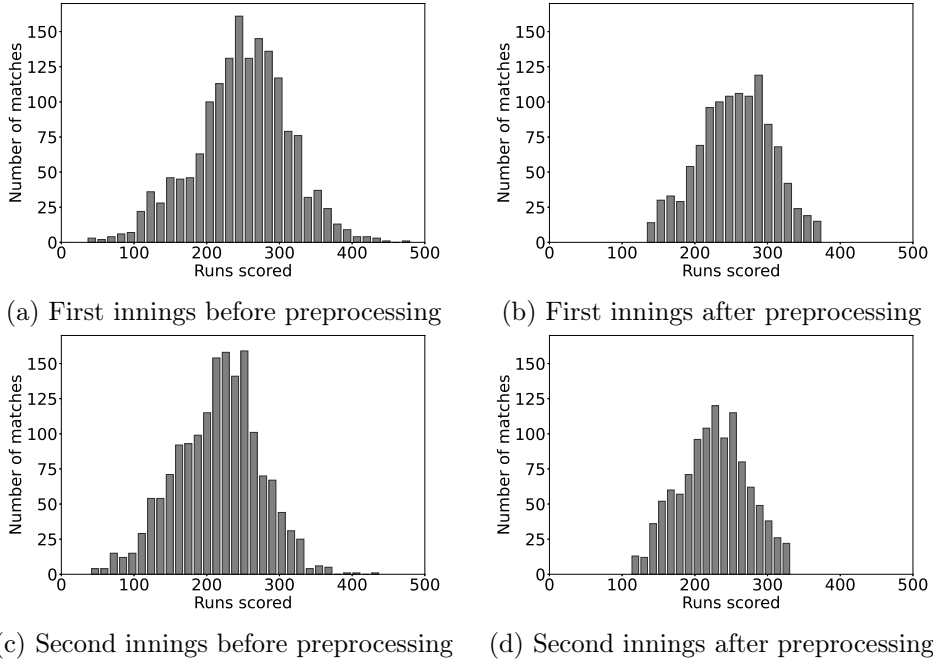 150
125
100
75
50
25
0
Number of matches
0 100 200 300 400 500
Runs scored
(a) First innings before preprocessing
150
125
100
75
50
25
0
Number of matches
0 100 200 300 400 500
Runs scored
(b) First innings after preprocessing
150
125
100
75
50
25
0
Number of matches
0 100 200 300 400 500
Runs scored
(c) Second innings before preprocessing
150
125
100
75
50
25
0
Number of matches
0 100 200 300 400 500
Runs scored
(d) Second innings after preprocessing